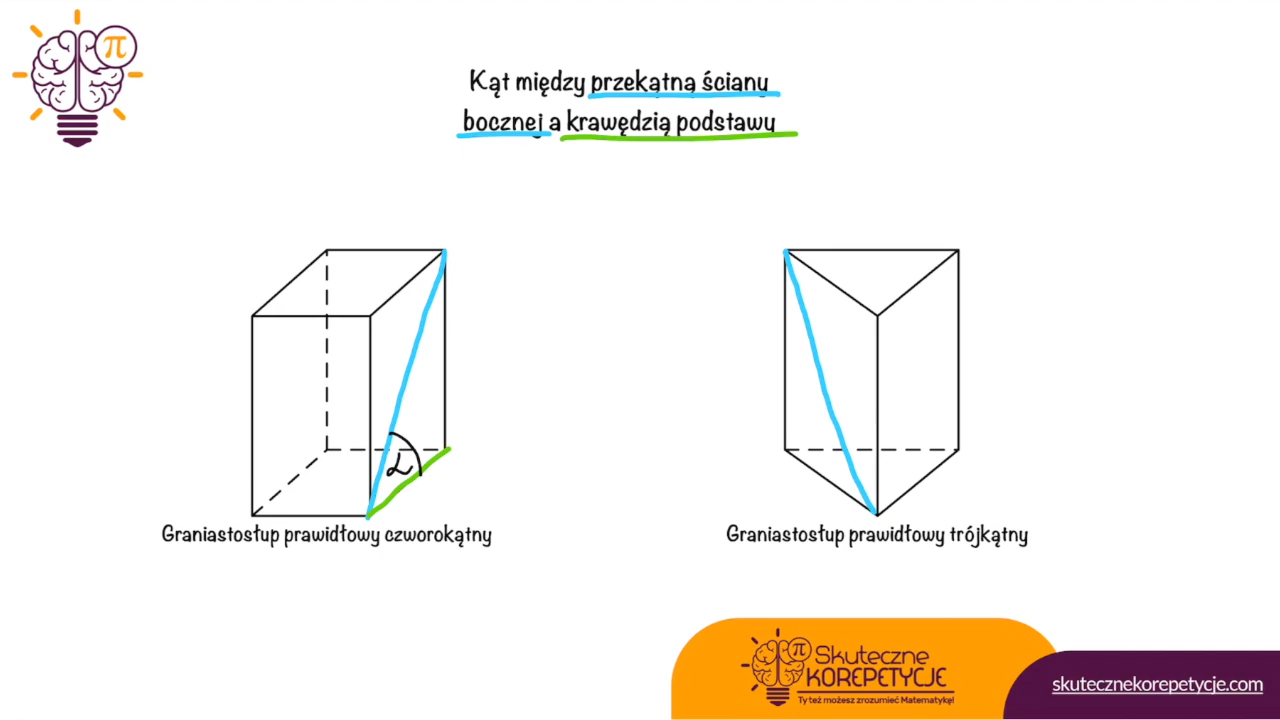 π
Kąt między przekątną ściany
bocznej a krawędzią podstawy
α
Graniastosłup prawidłowy czworokątny
Graniastosłup prawidłowy trójkątny
π
Skuteczne
KOREPETYCJE
Ty też możesz zrozumieć Matematykę!
skutecznekorepetycje.com